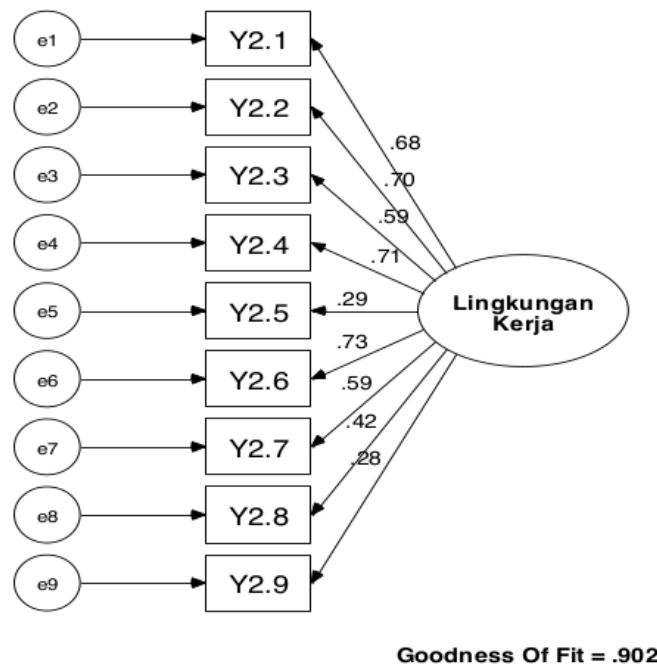 e1
Y2.1
e2
Y2.2
.68
e3
Y2.3
.70
.59
e4
Y2.4
.71
e5
Y2.5
.29
Lingkungan
Kerja
e6
Y2.6
.73
.59
e7
Y2.7
.42
.28
e8
Y2.8
e9
Y2.9
Goodness Of Fit = .902